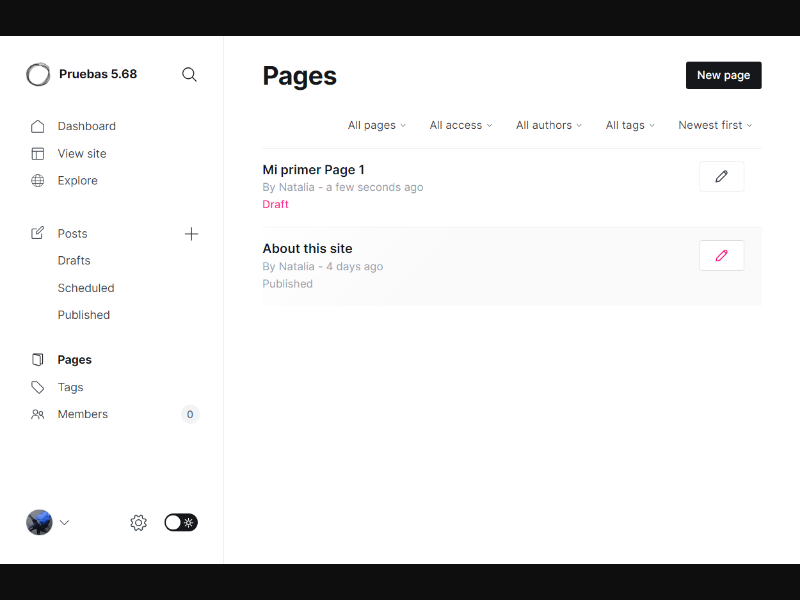 Pruebas 5.68
Dashboard
View site
Explore
Posts
Drafts
Scheduled
Published
Pages
Tags
Members 0
Pages
New page
All pages All access All authors All tags Newest first
Mi primer Page 1
By Natalia - a few seconds ago
Draft
About this site
By Natalia - 4 days ago
Published